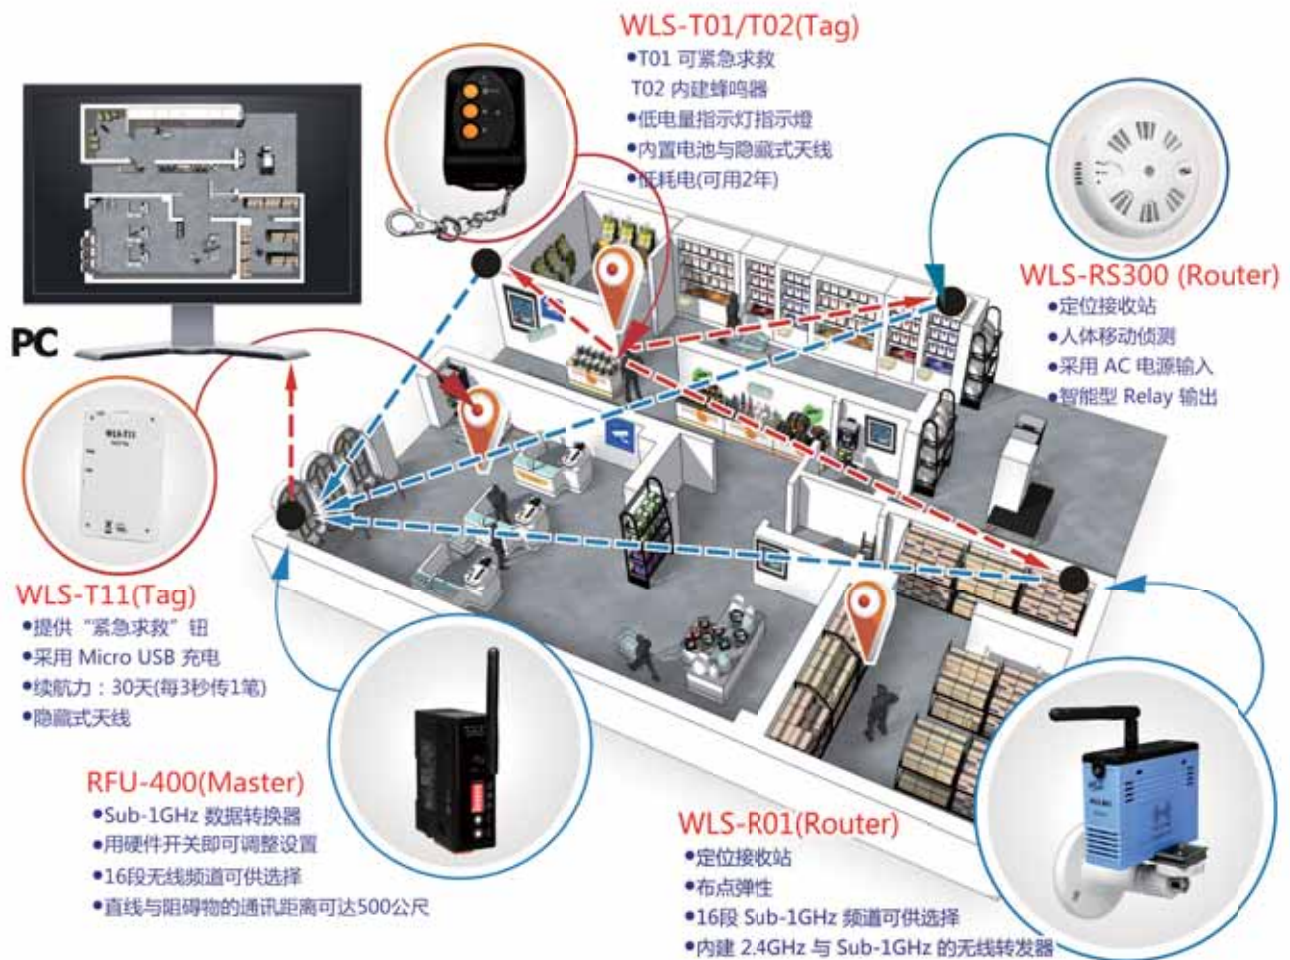 WLS-T01/T02(Tag)
●T01 可紧急求救
T02 内建蜂鸣器
●低电量指示灯指示燈
●内置电池与隐藏式天线
●低耗电(可用2年)
WLS-RS300 (Router)
●定位接收站
●人体移动侦测
●采用 AC 电源输入
●智能型 Relay 输出
PC
WLS-T11
WLS-T11(Tag)
●提供“紧急求救”钮
●采用 Micro USB 充电
●续航力：30天(每3秒传1笔)
●隐藏式天线
RFU-400(Master)
●Sub-1GHz 数据转换器
●用硬件开关即可调整设置
●16段无线频道可供选择
●直线与阻碍物的通讯距离可达500公尺
WLS-R01(Router)
●定位接收站
●布点弹性
●16段 Sub-1GHz 频道可供选择
●内建 2.4GHz 与 Sub-1GHz 的无线转发器